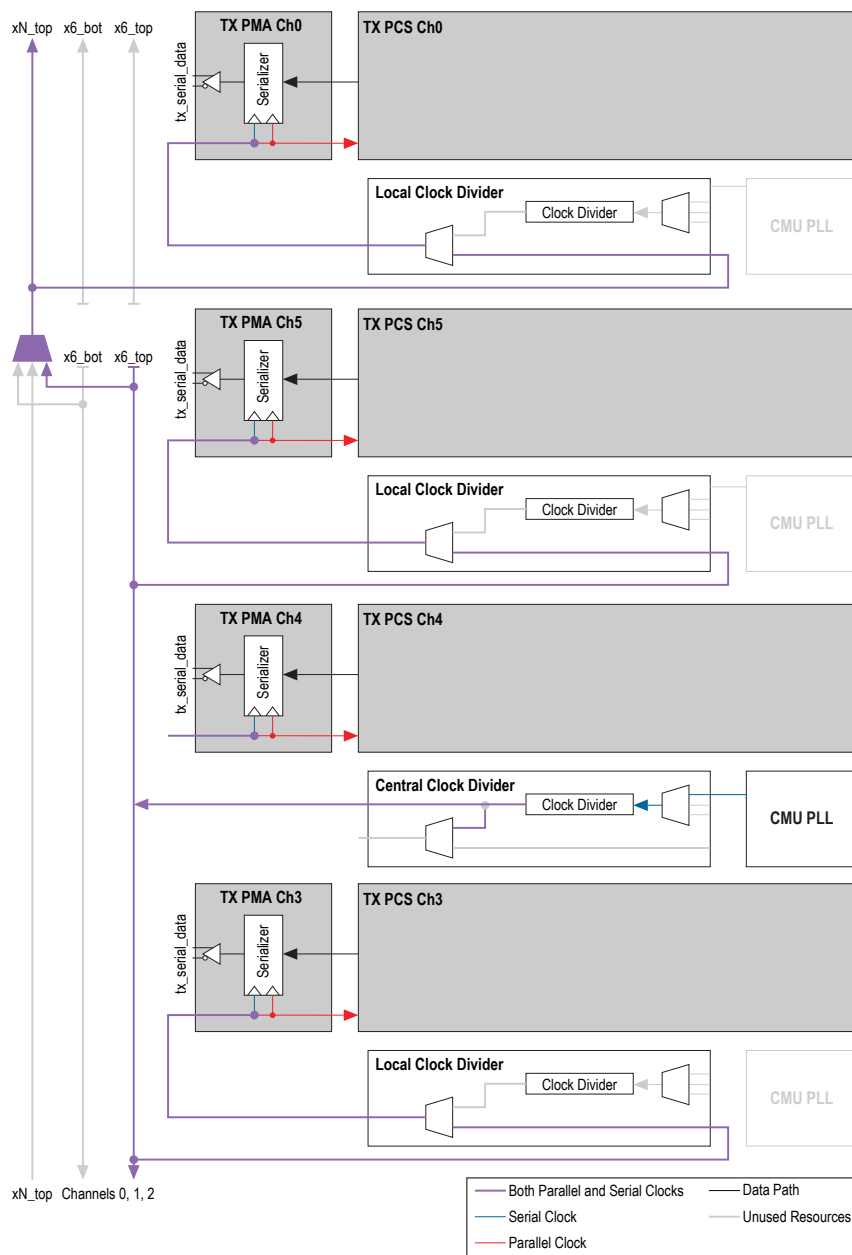 xN_top x6_bot x6_top
TX PMA Ch0
TX PCS Ch0
tx_serial_data
Serializer
Local Clock Divider
Clock Divider
CMU PLL
x6_bot x6_top
TX PMA Ch5
TX PCS Ch5
tx_serial_data
Serializer
Local Clock Divider
Clock Divider
CMU PLL
TX PMA Ch4
TX PCS Ch4
tx_serial_data
Serializer
Central Clock Divider
Clock Divider
CMU PLL
TX PMA Ch3
TX PCS Ch3
tx_serial_data
Serializer
Local Clock Divider
Clock Divider
CMU PLL
xN_top Channels 0, 1, 2
Both Parallel and Serial Clocks
Data Path
Serial Clock
Unused Resources
Parallel Clock